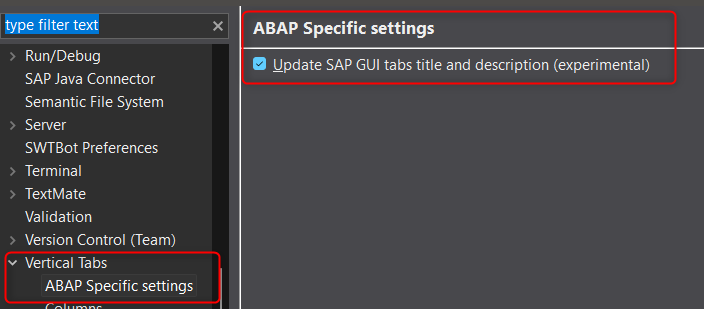 type filter text
Run/Debug
SAP Java Connector
Semantic File System
Server
SWTBot Preferences
Terminal
TextMate
Validation
Version Control (Team)
Vertical Tabs
ABAP Specific settings
Columns
ABAP Specific settings
Update SAP GUI tabs title and description (experimental)